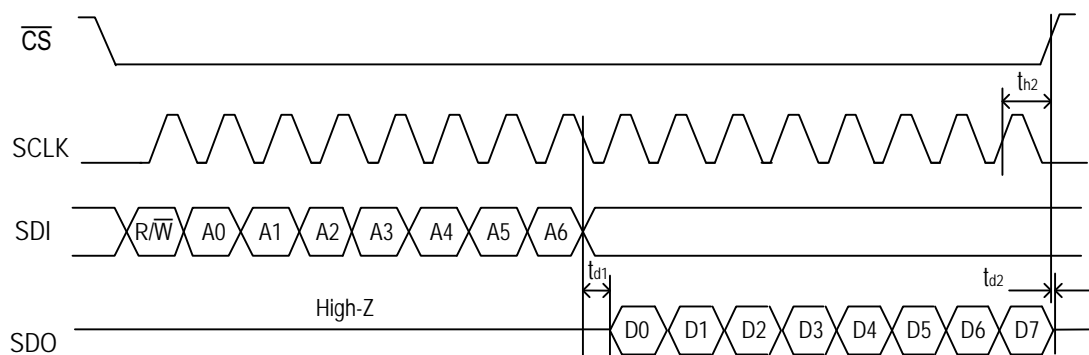 C̅S̅
th2
SCLK
SDI R/W̅ A0 A1 A2 A3 A4 A5 A6
td1 td2
High-Z
SDO D0 D1 D2 D3 D4 D5 D6 D7